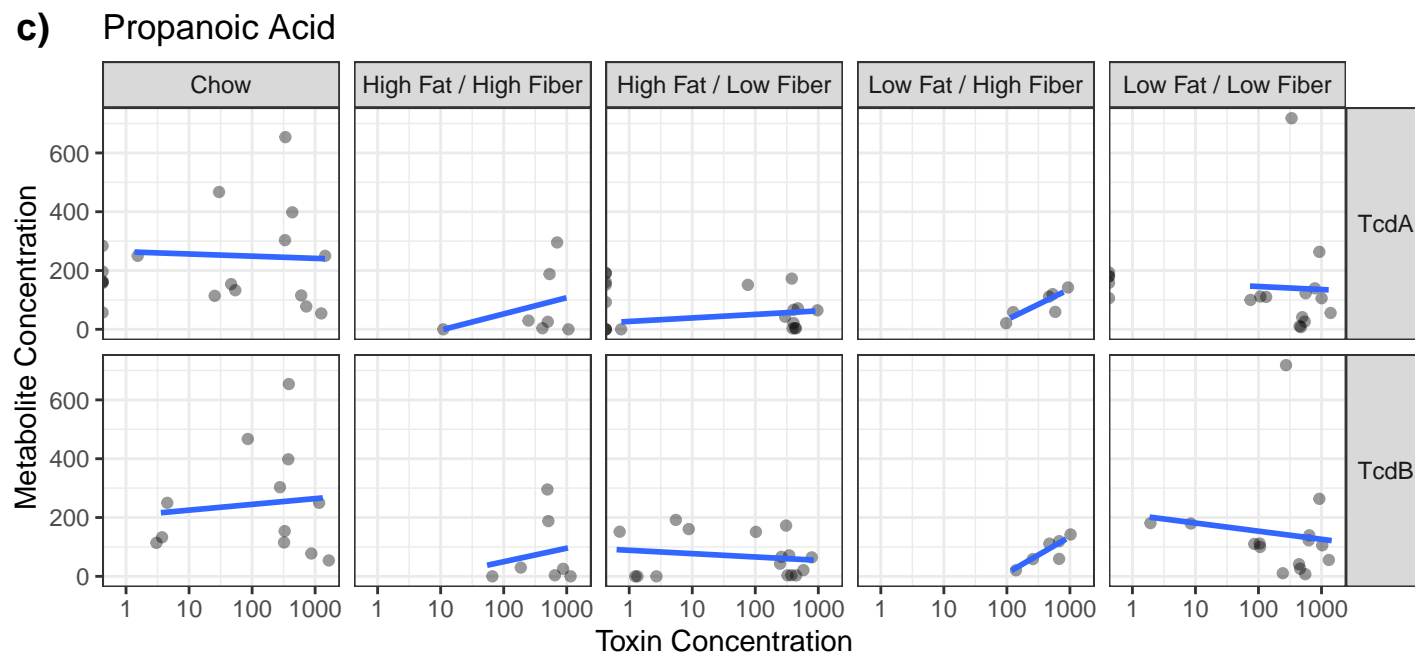 c) Propanoic Acid
Chow High Fat / High Fiber High Fat / Low Fiber Low Fat / High Fiber Low Fat / Low Fiber
Metabolite Concentration
600
400
200
0
TcdA
600
400
200
0
TcdB
1 10 100 1000 1 10 100 1000 1 10 100 1000 1 10 100 1000 1 10 100 1000
Toxin Concentration